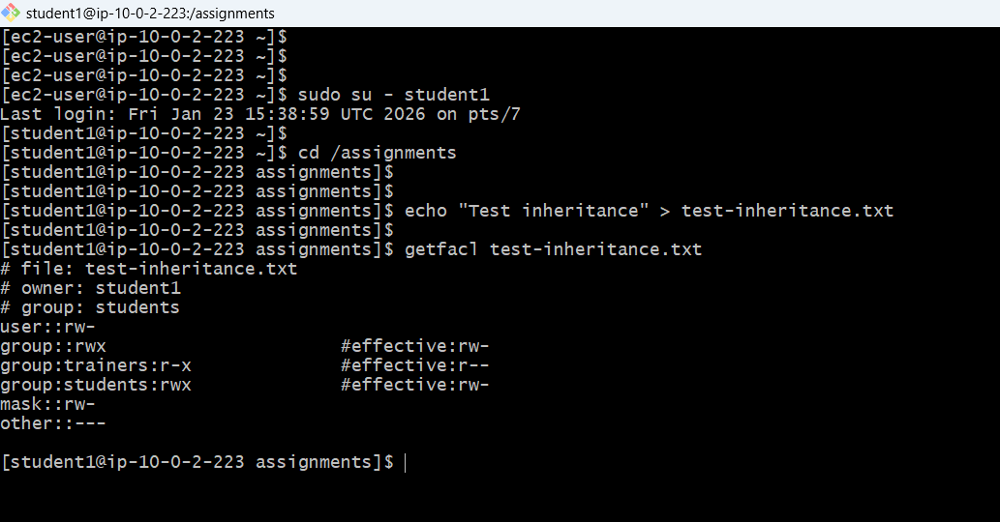 student1@ip-10-0-2-223:/assignments
[ec2-user@ip-10-0-2-223 ~]$
[ec2-user@ip-10-0-2-223 ~]$
[ec2-user@ip-10-0-2-223 ~]$
[ec2-user@ip-10-0-2-223 ~]$ sudo su - student1
Last login: Fri Jan 23 15:38:59 UTC 2026 on pts/7
[student1@ip-10-0-2-223 ~]$
[student1@ip-10-0-2-223 ~]$ cd /assignments
[student1@ip-10-0-2-223 assignments]$
[student1@ip-10-0-2-223 assignments]$
[student1@ip-10-0-2-223 assignments]$ echo "Test inheritance" > test-inheritance.txt
[student1@ip-10-0-2-223 assignments]$
[student1@ip-10-0-2-223 assignments]$ getfacl test-inheritance.txt
# file: test-inheritance.txt
# owner: student1
# group: students
user::rw-
group::rwx                      #effective:rw-
group:trainers:r-x              #effective:r--
group:students:rwx              #effective:rw-
mask::rw-
other::---
[student1@ip-10-0-2-223 assignments]$